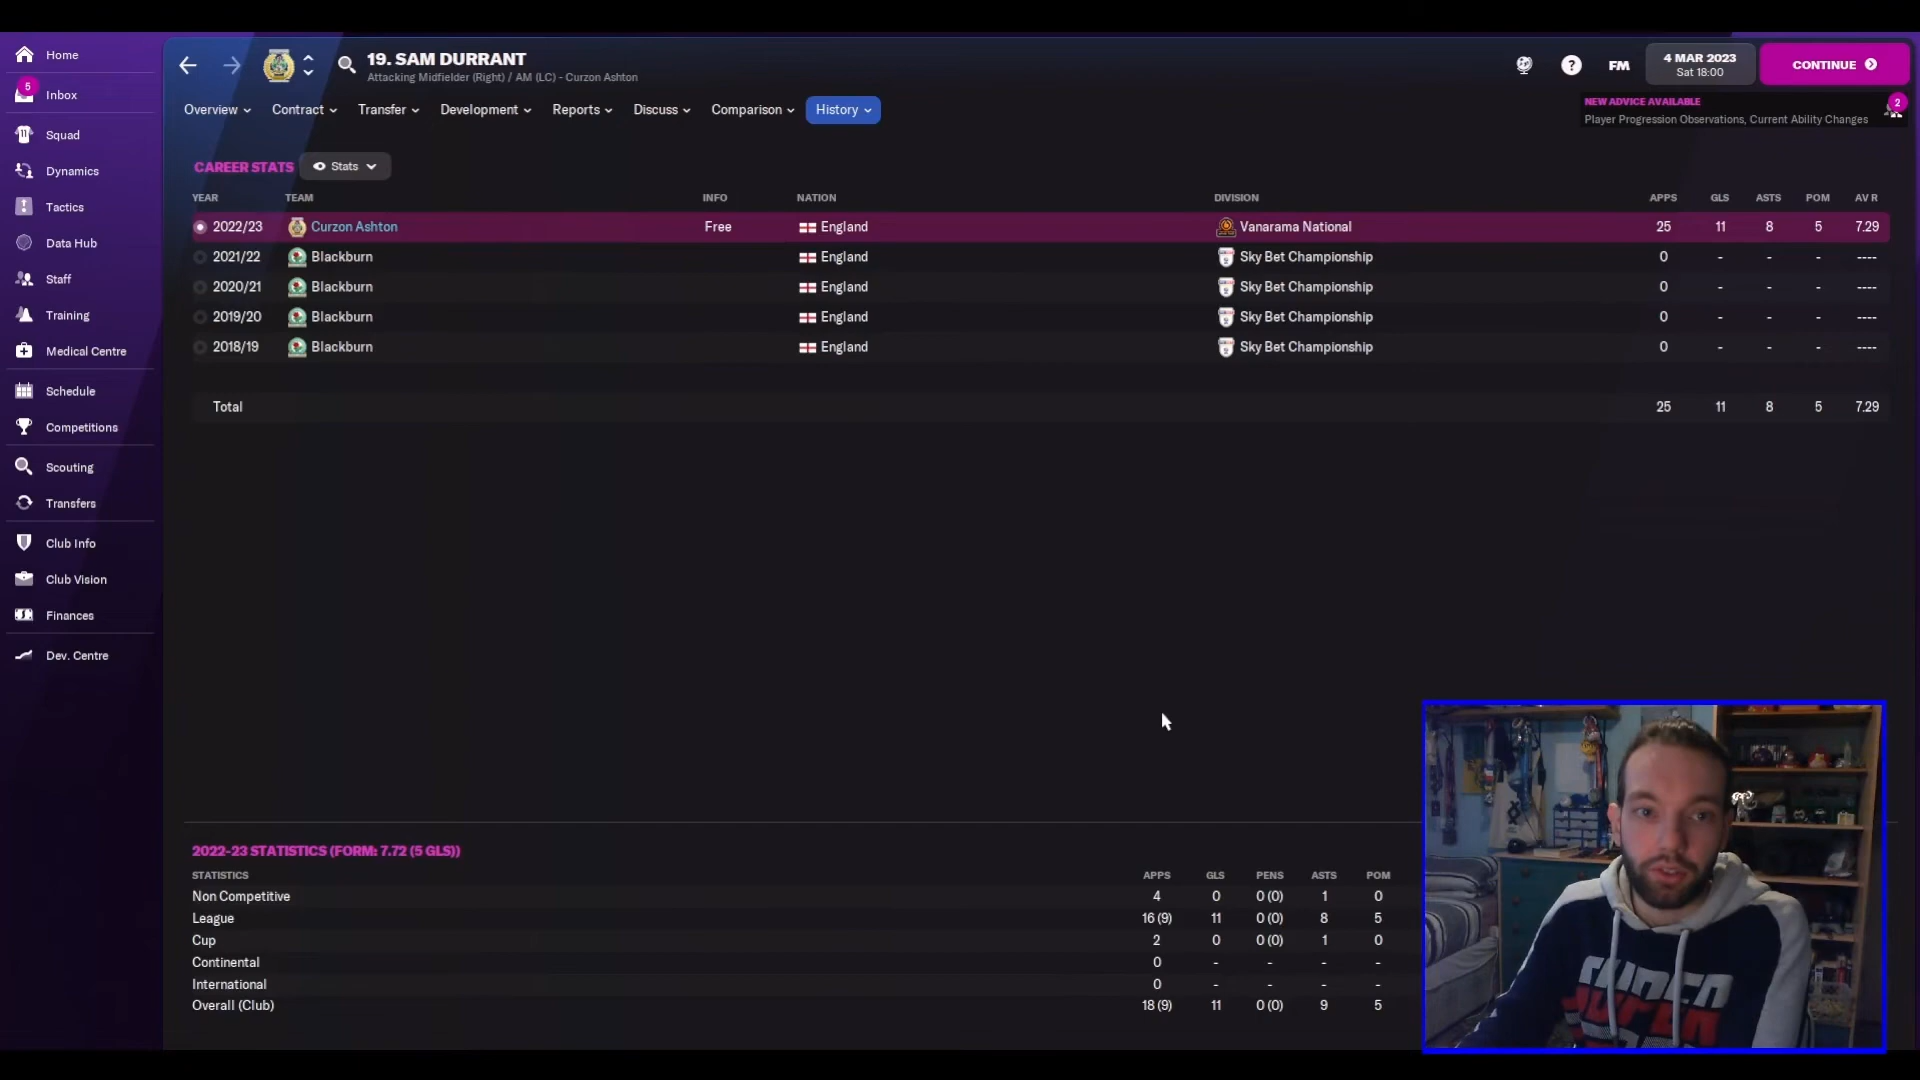 Home
5
Inbox
Squad
Dynamics
Tactics
Data Hub
Staff
Training
Medical Centre
Schedule
Competitions
Scouting
Transfers
Club Info
Club Vision
Finances
Dev. Centre
19. SAM DURRANT
Attacking Midfielder (Right) / AM (LC) - Curzon Ashton
FM
4 MAR 2023
Sat 18:00
CONTINUE
Overview Contract Transfer Development Reports Discuss Comparison History
NEW ADVICE AVAILABLE
Player Progression Observations, Current Ability Changes
2
CAREER STATS Stats
YEAR TEAM INFO NATION DIVISION APPS GLS ASTS POM AV R
2022/23 Curzon Ashton Free England Vanarama National 25 11 8 5 7.29
2021/22 Blackburn England Sky Bet Championship 0 - - - ----
2020/21 Blackburn England Sky Bet Championship 0 - - - ----
2019/20 Blackburn England Sky Bet Championship 0 - - - ----
2018/19 Blackburn England Sky Bet Championship 0 - - - ----
Total 25 11 8 5 7.29
2022-23 STATISTICS (FORM: 7.72 (5 GLS))
STATISTICS APPS GLS PENS ASTS POM
Non Competitive 4 0 0 (0) 1 0
League 16 (9) 11 0 (0) 8 5
Cup 2 0 0 (0) 1 0
Continental 0 - - - -
International 0 - - - -
Overall (Club) 18 (9) 11 0 (0) 9 5